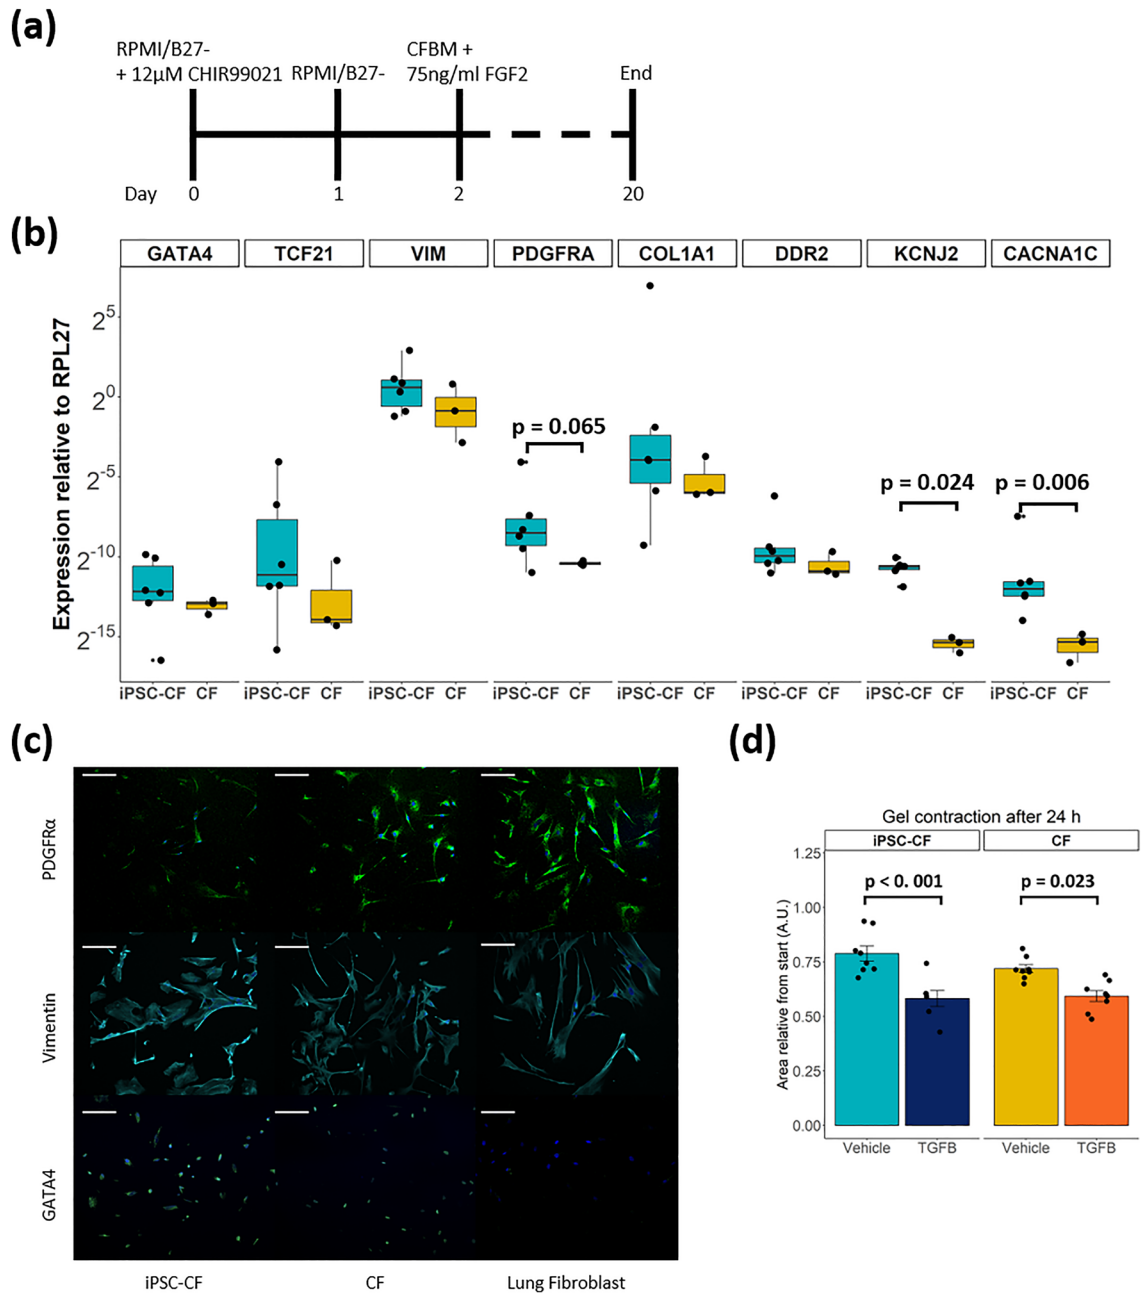 (a)
RPMI/B27-
+ 12µM CHIR99021 RPMI/B27-
CFBM +
75ng/ml FGF2
End
Day 0 1 2 20
(b)
GATA4 TCF21 VIM PDGFRA COL1A1 DDR2 KCNJ2 CACNA1C
Expression relative to RPL27
2^5
2^0
2^-5
2^-10
2^-15
p = 0.065
p = 0.024
p = 0.006
iPSC-CF CF iPSC-CF CF iPSC-CF CF iPSC-CF CF iPSC-CF CF iPSC-CF CF iPSC-CF CF iPSC-CF CF
(c)
PDGFRα
Vimentin
GATA4
iPSC-CF CF Lung Fibroblast
(d)
Gel contraction after 24 h
iPSC-CF CF
Area relative from start (A.U.)
1.25
1.00
0.75
0.50
0.25
0.00
p < 0. 001
p = 0.023
Vehicle TGFB Vehicle TGFB